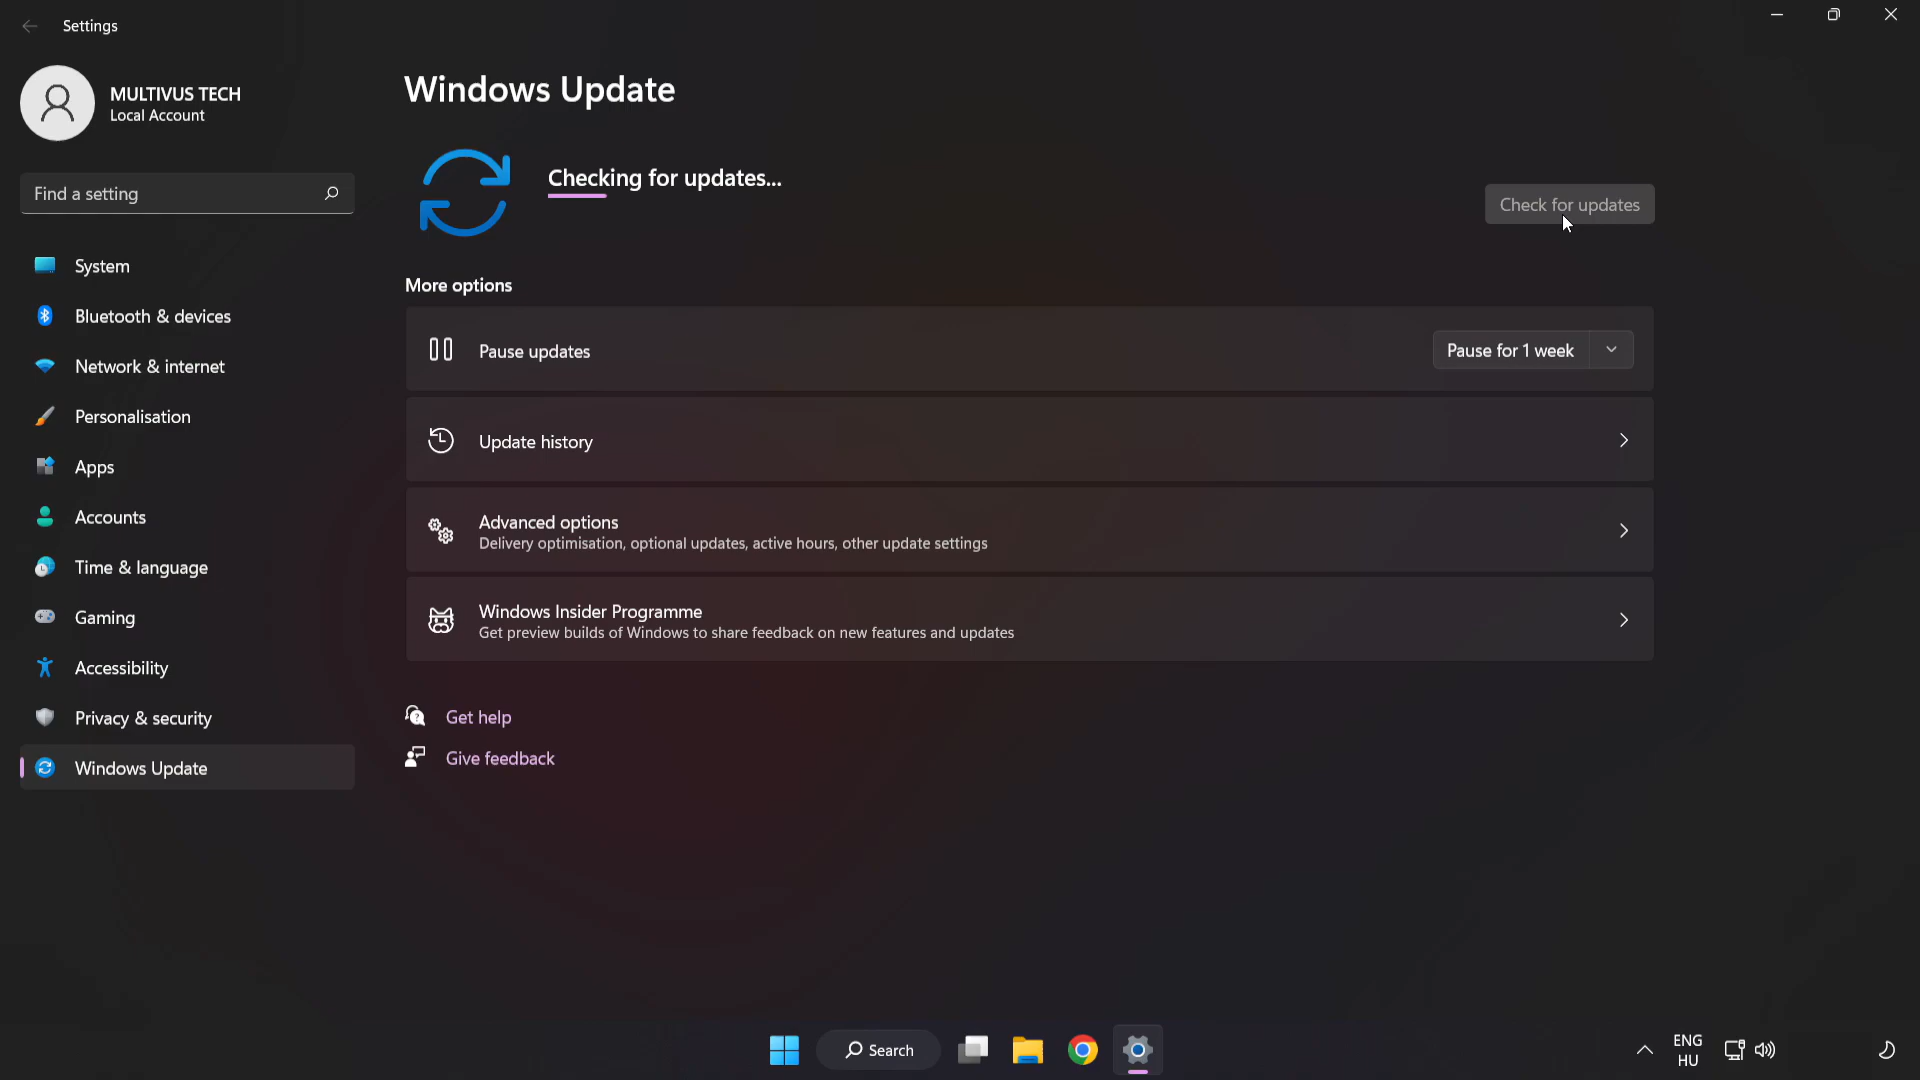 Settings
MULTIVUS TECH
Local Account
Find a setting
System
Bluetooth & devices
Network & internet
Personalisation
Apps
Accounts
Time & language
Gaming
Accessibility
Privacy & security
Windows Update
Windows Update
Checking for updates...
Check for updates
More options
Pause updates
Pause for 1 week
Update history
Advanced options
Delivery optimisation, optional updates, active hours, other update settings
Windows Insider Programme
Get preview builds of Windows to share feedback on new features and updates
Get help
Give feedback
Search
ENG
HU